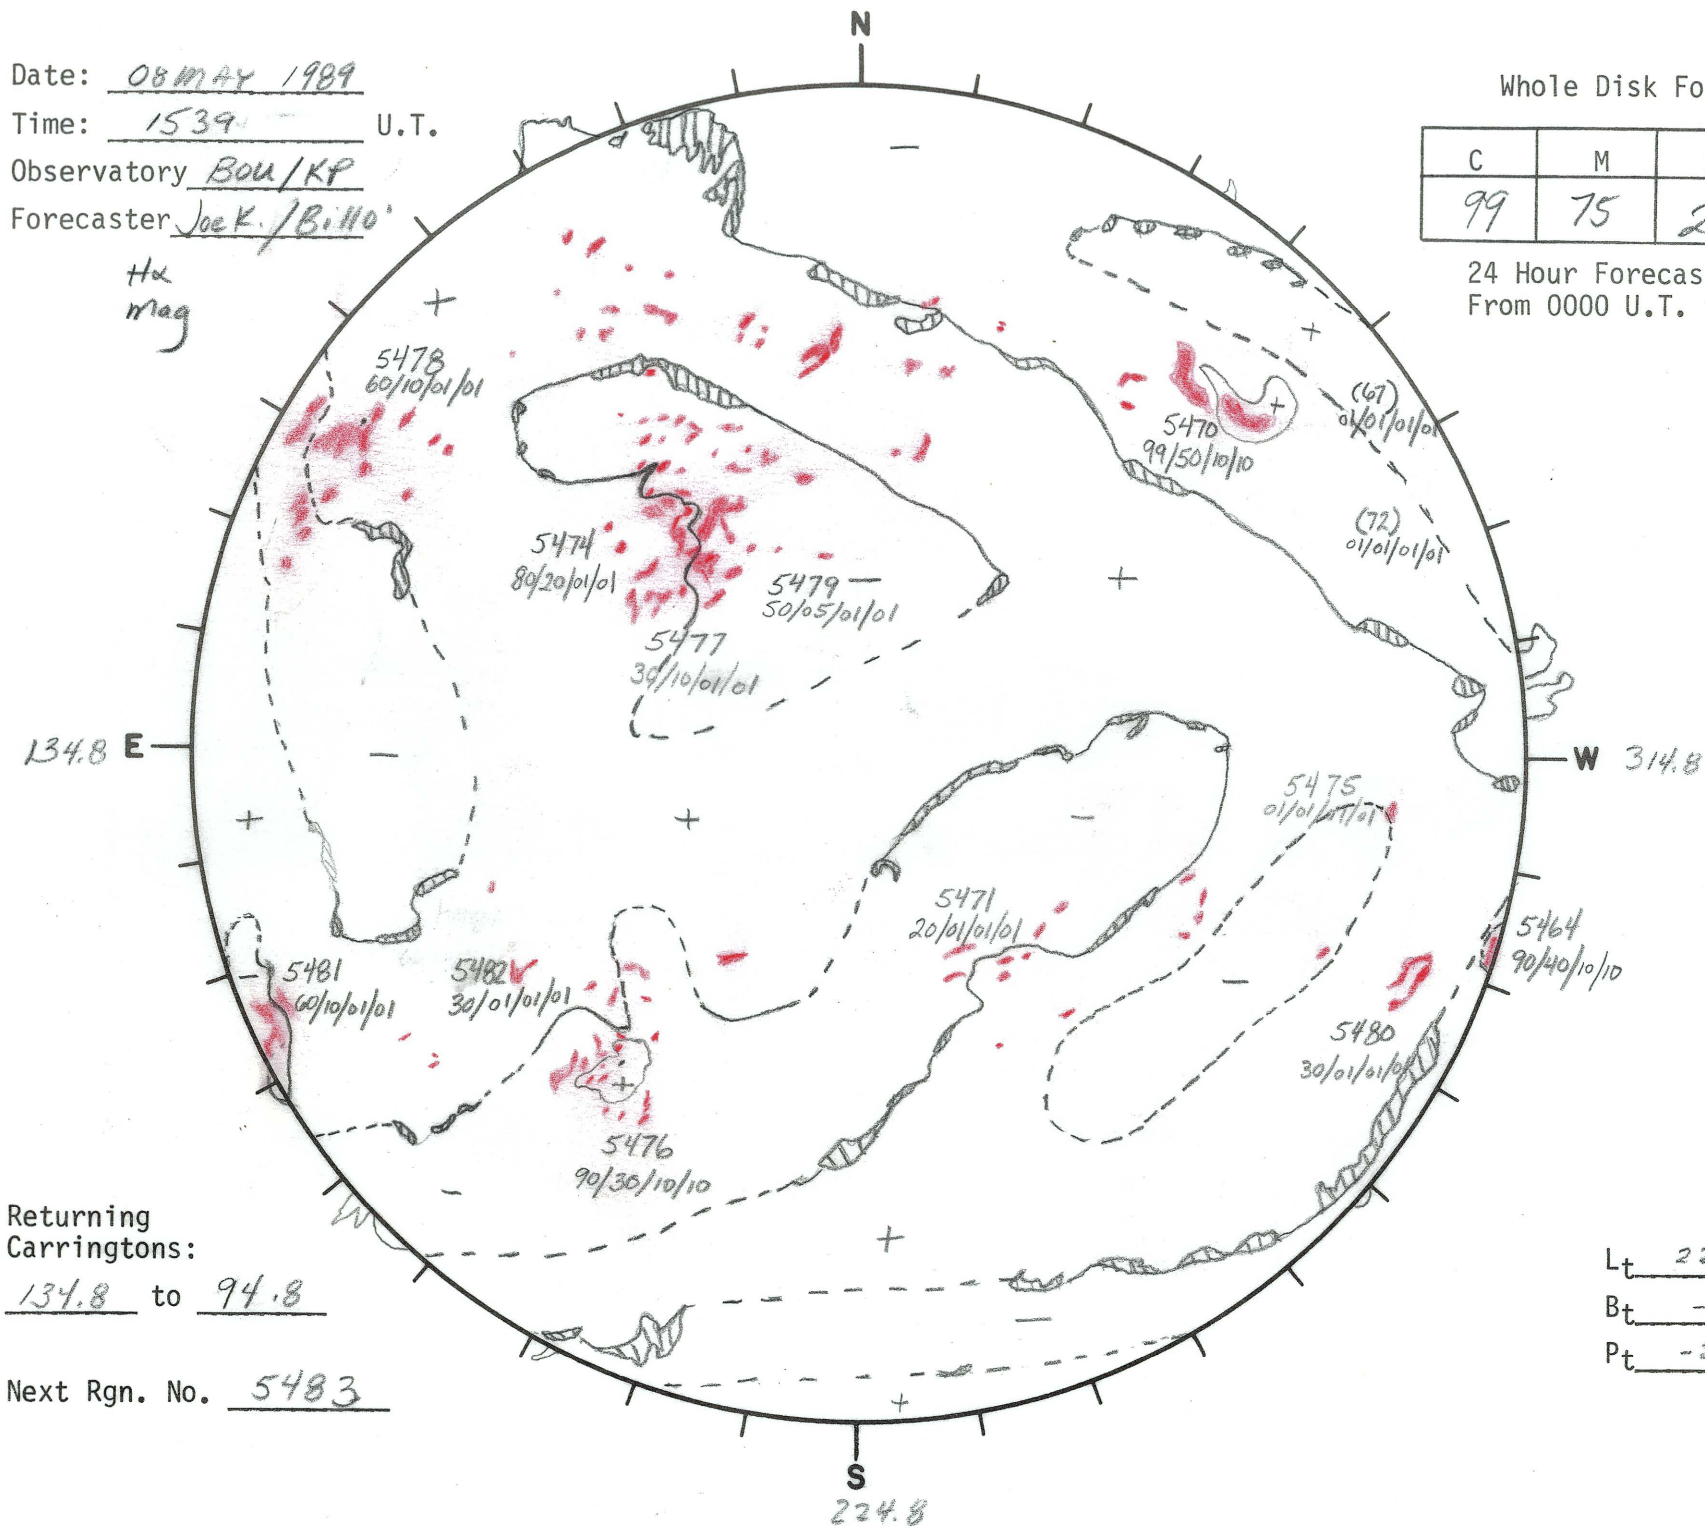 N
Date: 08 MAY 1989
Time: 1539 U.T.
Observatory BOU/KP
Forecaster Joe K./Bill O'
Hα
mag
Whole Disk Fo
C M
99 75 2
24 Hour Forecas
From 0000 U.T.
5478
60/10/01/01
(67)
01/01/01/01
5470
99/50/10/10
(72)
01/01/01/01
5474
80/20/01/01
5479
50/05/01/01
5477
30/10/01/01
134.8 E
W 314.8
5475
01/01/01/01
5471
20/01/01/01
5464
90/40/10/10
5481
60/10/01/01
5482
30/01/01/01
5480
30/01/01/01
5476
90/30/10/10
Returning
Carringtons:
134.8 to 94.8
Next Rgn. No. 5483
Lt 22
Bt -
Pt -2
S
224.8